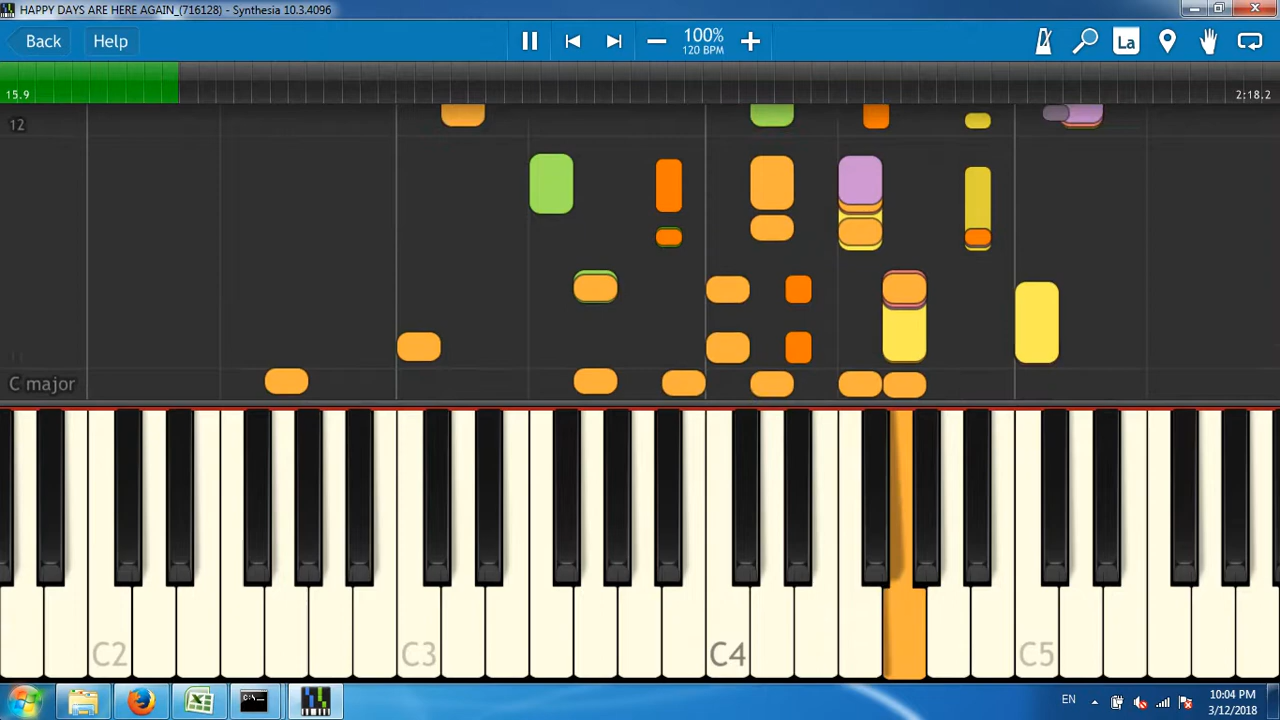 HAPPY DAYS ARE HERE AGAIN_(716128) - Synthesia 10.3.4096
Back
Help
100%
120 BPM
La
15.9
2:18.2
12
11
C major
C2
C3
C4
C5
EN
10:04 PM
3/12/2018